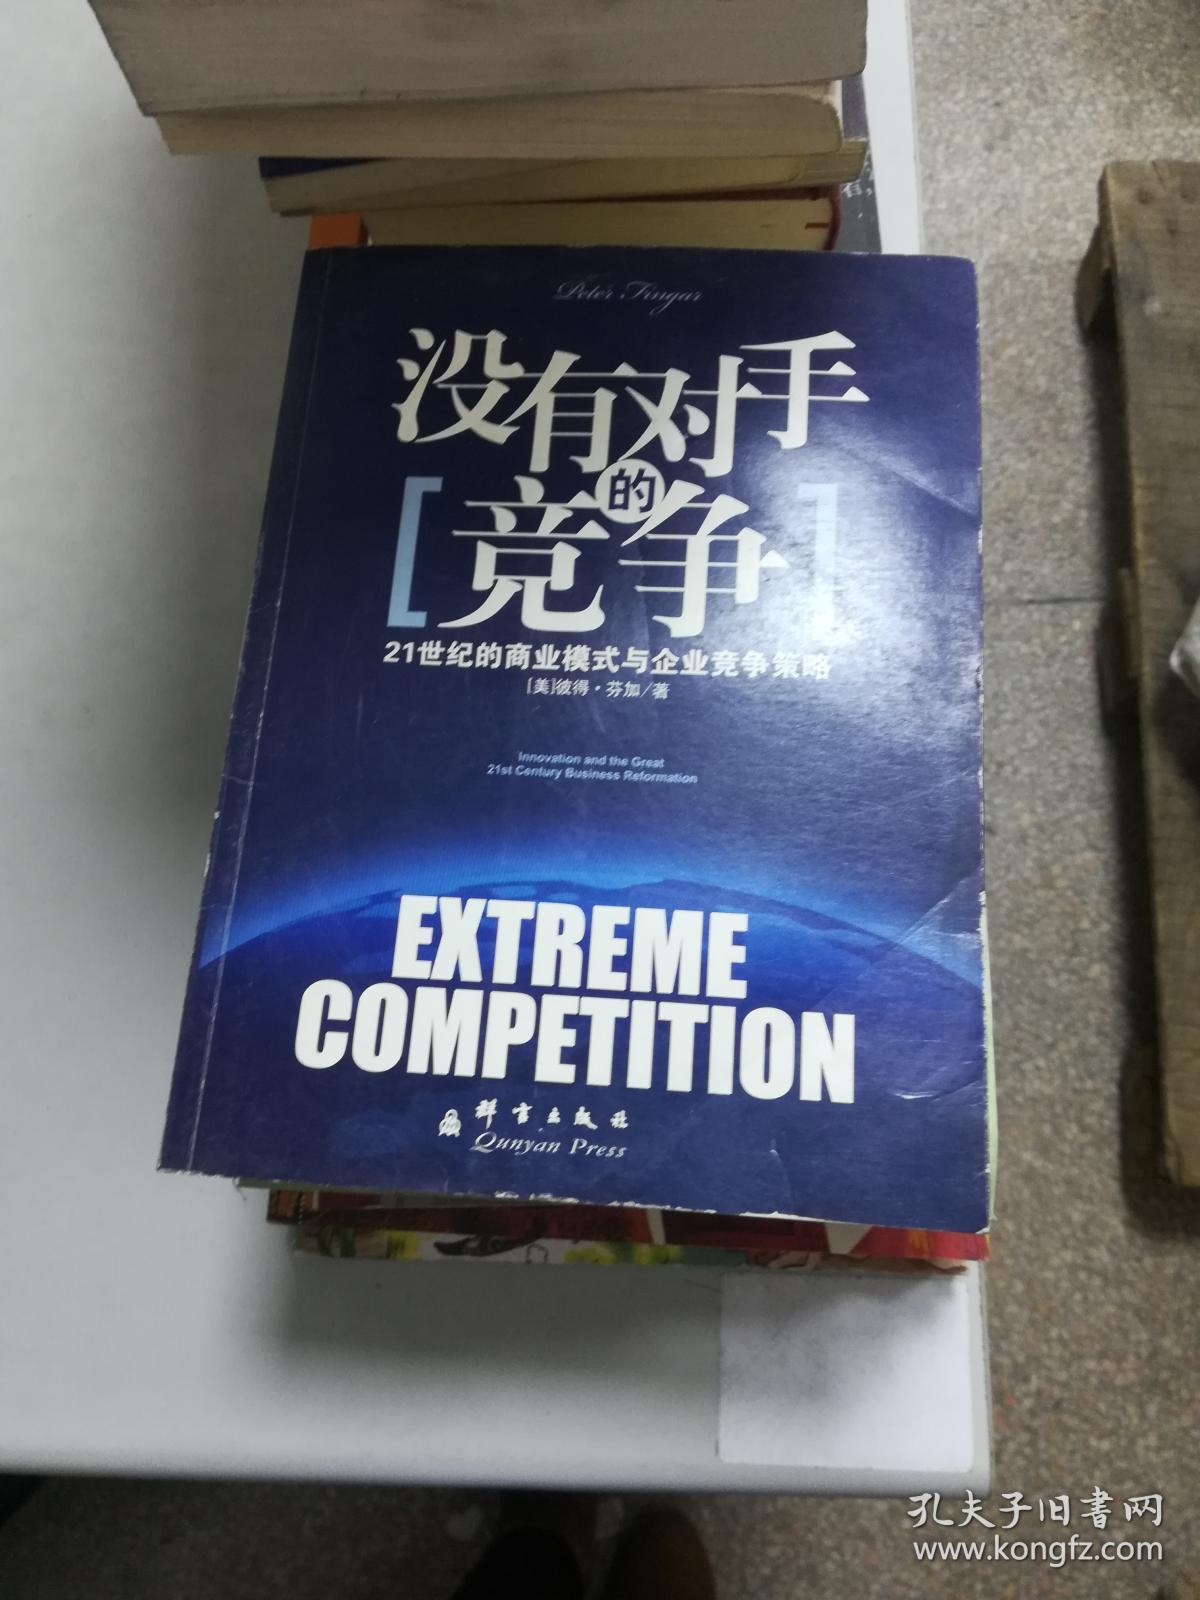 Peter Fingar
没有对手
的
[竞争]
21世纪的商业模式与企业竞争策略
[美]彼得·芬加/著
Innovation and the Great
21st Century Business Reformation
EXTREME
COMPETITION
群言出版社
Qunyan Press
孔夫子旧书网
www.kongfz.com